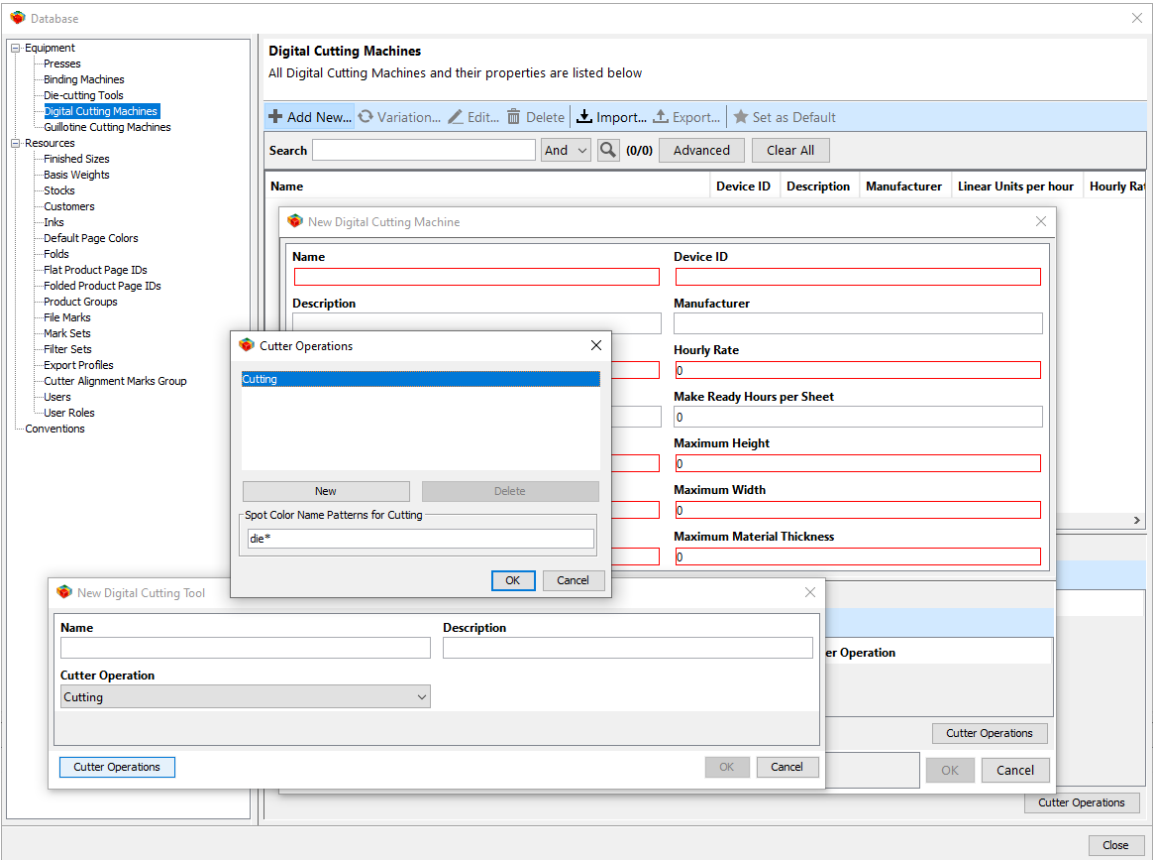 Database
Equipment
Presses
Binding Machines
Die-cutting Tools
Digital Cutting Machines
Guillotine Cutting Machines
Resources
Finished Sizes
Basis Weights
Stocks
Customers
Inks
Default Page Colors
Folds
Flat Product Page IDs
Folded Product Page IDs
Product Groups
File Marks
Mark Sets
Filter Sets
Export Profiles
Cutter Alignment Marks Group
Users
User Roles
Conventions
Digital Cutting Machines
All Digital Cutting Machines and their properties are listed below
Add New... Variation... Edit... Delete Import... Export... Set as Default
Search And (0/0) Advanced Clear All
Name Device ID Description Manufacturer Linear Units per hour Hourly Rat
New Digital Cutting Machine
Name Device ID
Description Manufacturer
Hourly Rate
0
Make Ready Hours per Sheet
0
Maximum Height
0
Maximum Width
0
Maximum Material Thickness
0
er Operation
Cutter Operations
OK Cancel
Cutter Operations
Cutting
New Delete
Spot Color Name Patterns for Cutting
die*
OK Cancel
New Digital Cutting Tool
Name Description
Cutter Operation
Cutting
Cutter Operations OK Cancel
Cutter Operations
Close